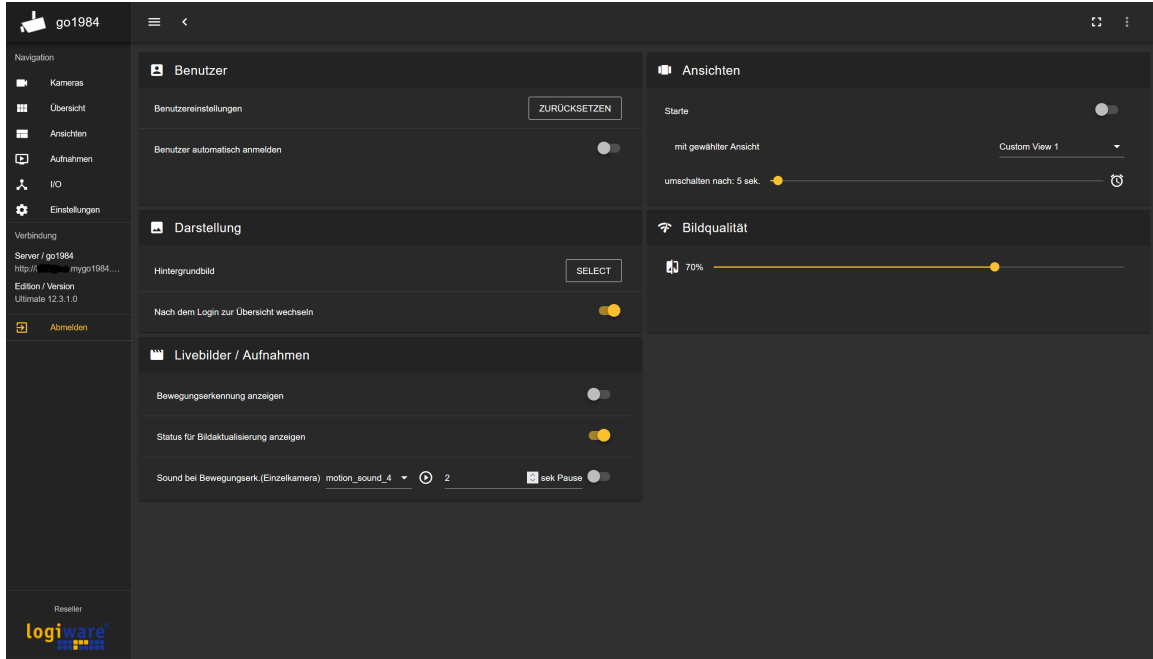 go1984
Navigation
Kameras
Übersicht
Ansichten
Aufnahmen
I/O
Einstellungen
Verbindung
Server / go1984
http:// mygo1984....
Edition / Version
Ultimate 12.3.1.0
Abmelden
Reseller
logiware
Benutzer
Benutzereinstellungen ZURÜCKSETZEN
Benutzer automatisch anmelden
Darstellung
Hintergrundbild SELECT
Nach dem Login zur Übersicht wechseln
Livebilder / Aufnahmen
Bewegungserkennung anzeigen
Status für Bildaktualisierung anzeigen
Sound bei Bewegungserk.(Einzelkamera) motion_sound_4 2 sek Pause
Ansichten
Starte
mit gewählter Ansicht Custom View 1
umschalten nach: 5 sek.
Bildqualität
70%